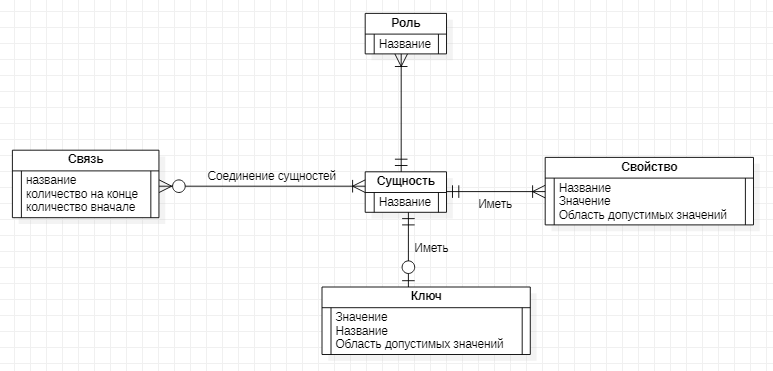 Роль
Название
Связь
название
количество на конце
количество вначале
Соединение сущностей
Сущность
Название
Иметь
Свойство
Название
Значение
Область допустимых значений
Иметь
Ключ
Значение
Название
Область допустимых значений